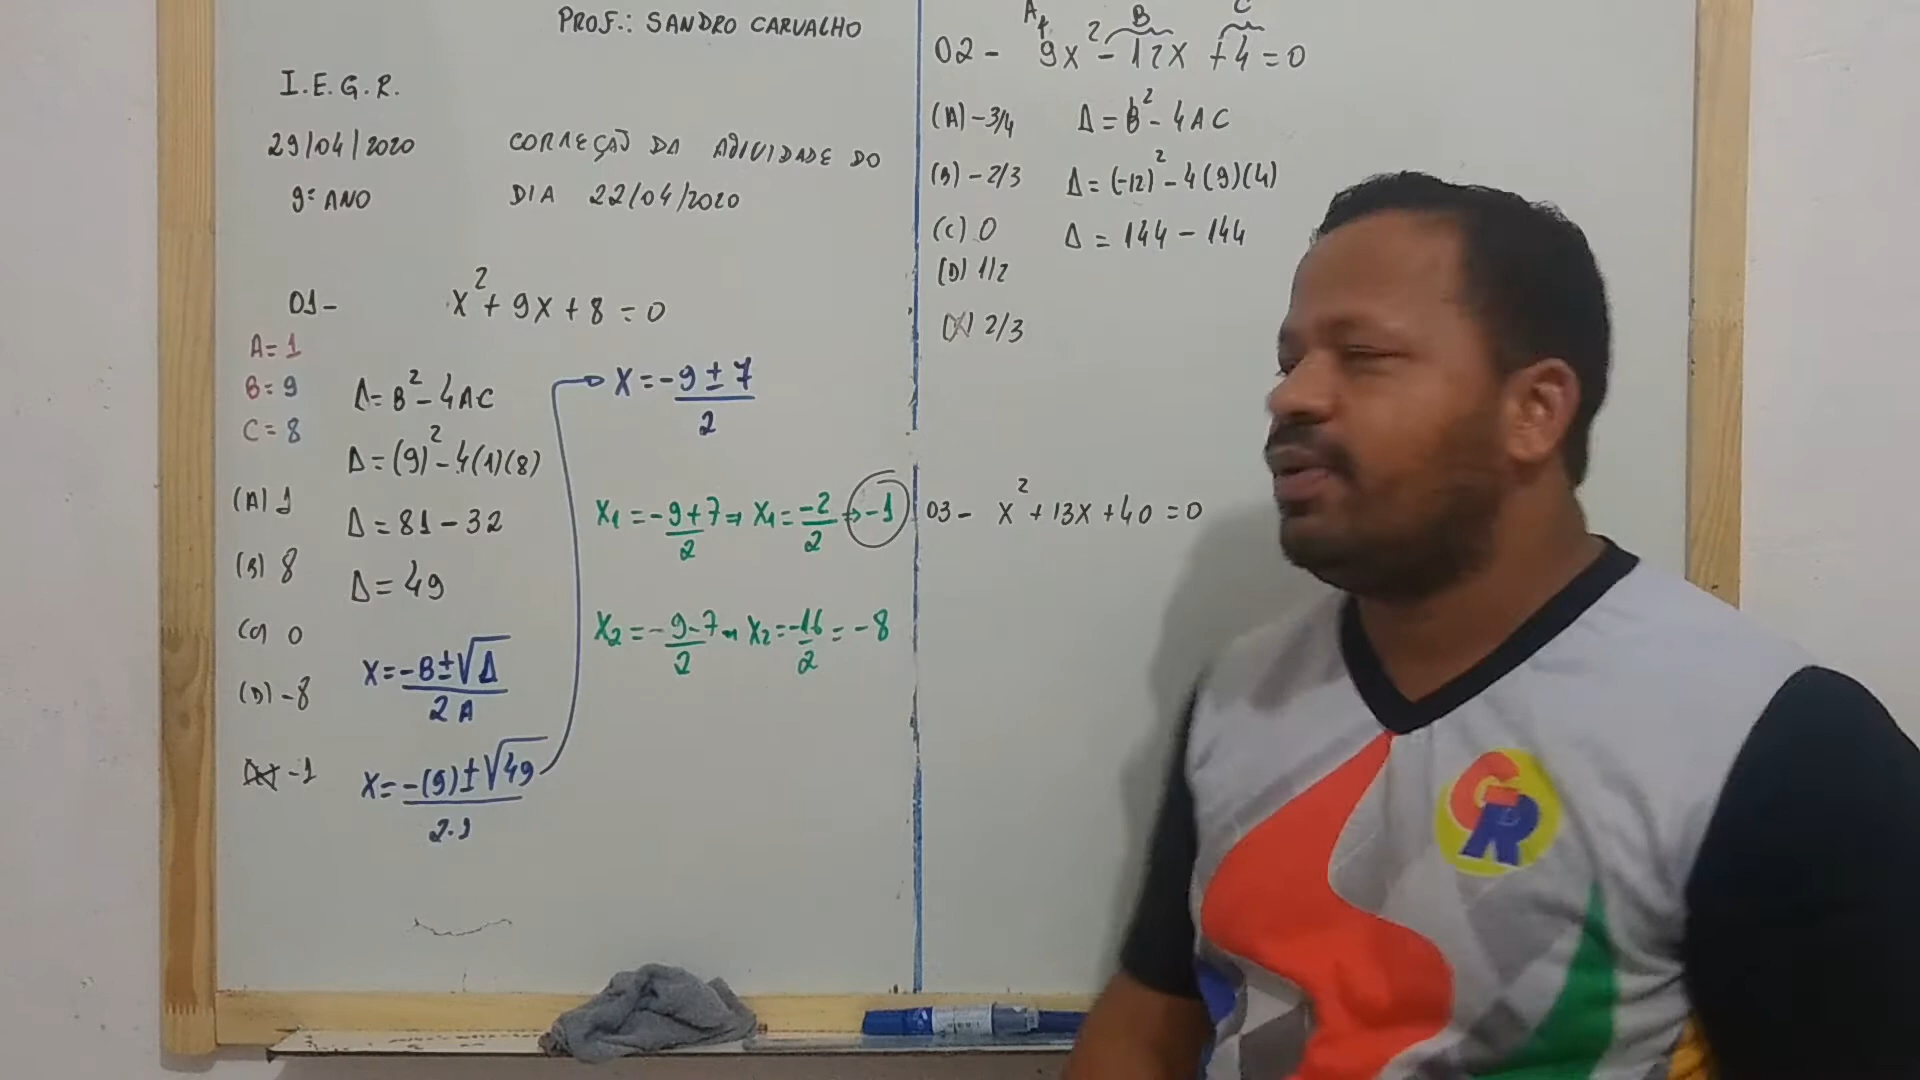 PROF.: SANDRO CARVALHO
I.E.G.R.
29/04/2020
9º ANO
CORREÇÃO DA ATIVIDADE DO
DIA 22/04/2020
01- x² + 9x + 8 = 0
A = 1
B = 9
C = 8
(A) 1
(B) 8
(C) 0
(D) -8
-1
Δ = B² - 4AC
Δ = (9)² - 4(1)(8)
Δ = 81 - 32
Δ = 49
X = -B ± √Δ / 2A
X = -(9) ± √49 / 2.1
X = -9 ± 7 / 2
X₁ = -9 + 7 / 2 → X₁ = -2 / 2 → -1
X₂ = -9 - 7 / 2 → X₂ = -16 / 2 = -8
A B C
02- 9x² - 12x + 4 = 0
(A) -3/4
(B) -2/3
(C) 0
(D) 1/2
2/3
Δ = B² - 4AC
Δ = (-12)² - 4(9)(4)
Δ = 144 - 144
03- x² + 13x + 40 = 0
GR